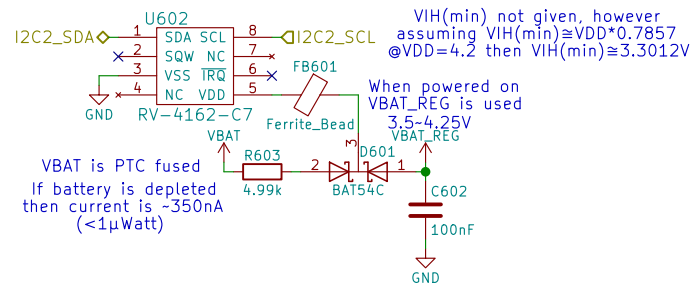 U602
I2C2_SDA
1
SDA
SCL
8
I2C2_SCL
2
SQW
NC
7
3
VSS
I̅R̅Q̅
6
4
NC
VDD
5
RV-4162-C7
GND
FB601
Ferrite_Bead
VIH(min) not given, however
assuming VIH(min)≅VDD*0.7857
@VDD=4.2 then VIH(min)≅3.3012V
When powered on
VBAT_REG is used
3.5~4.25V
VBAT_REG
VBAT
R603
4.99k
2
3
D601
1
BAT54C
C602
100nF
GND
VBAT is PTC fused
If battery is depleted
then current is ~350nA
(<1µWatt)